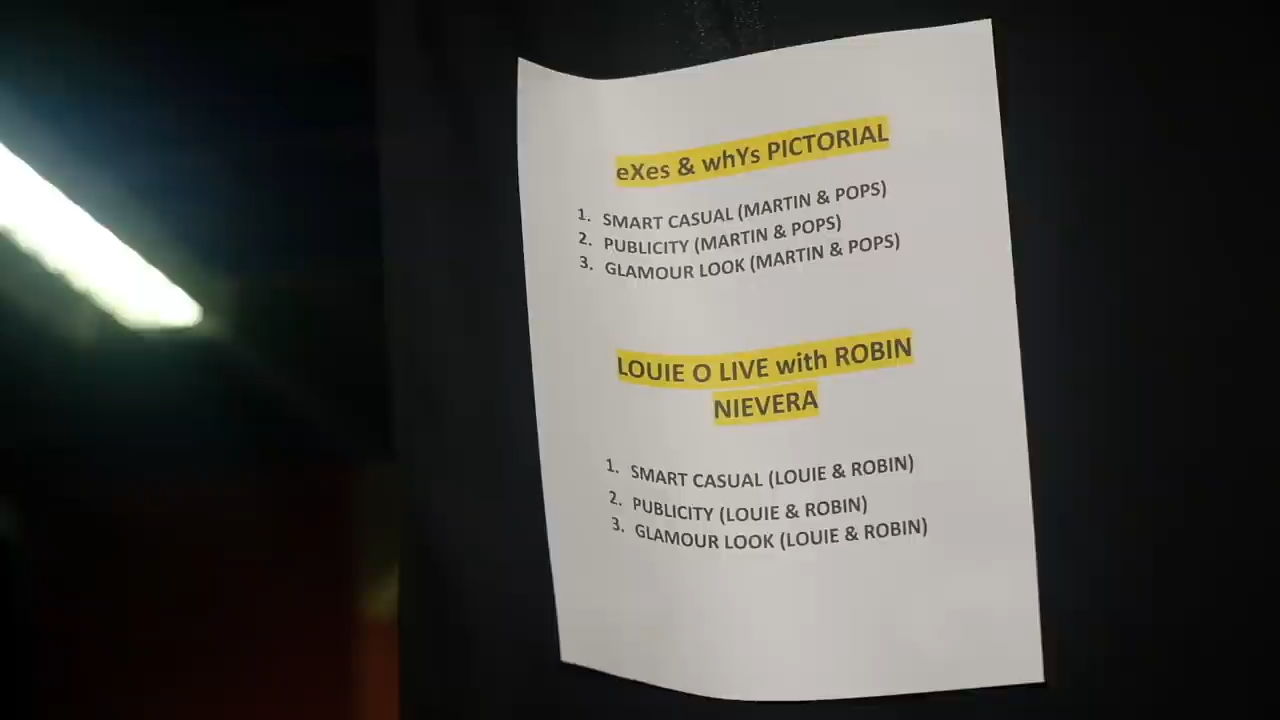 eXes & whYs PICTORIAL
1. SMART CASUAL (MARTIN & POPS)
2. PUBLICITY (MARTIN & POPS)
3. GLAMOUR LOOK (MARTIN & POPS)
LOUIE O LIVE with ROBIN
NIEVERA
1. SMART CASUAL (LOUIE & ROBIN)
2. PUBLICITY (LOUIE & ROBIN)
3. GLAMOUR LOOK (LOUIE & ROBIN)